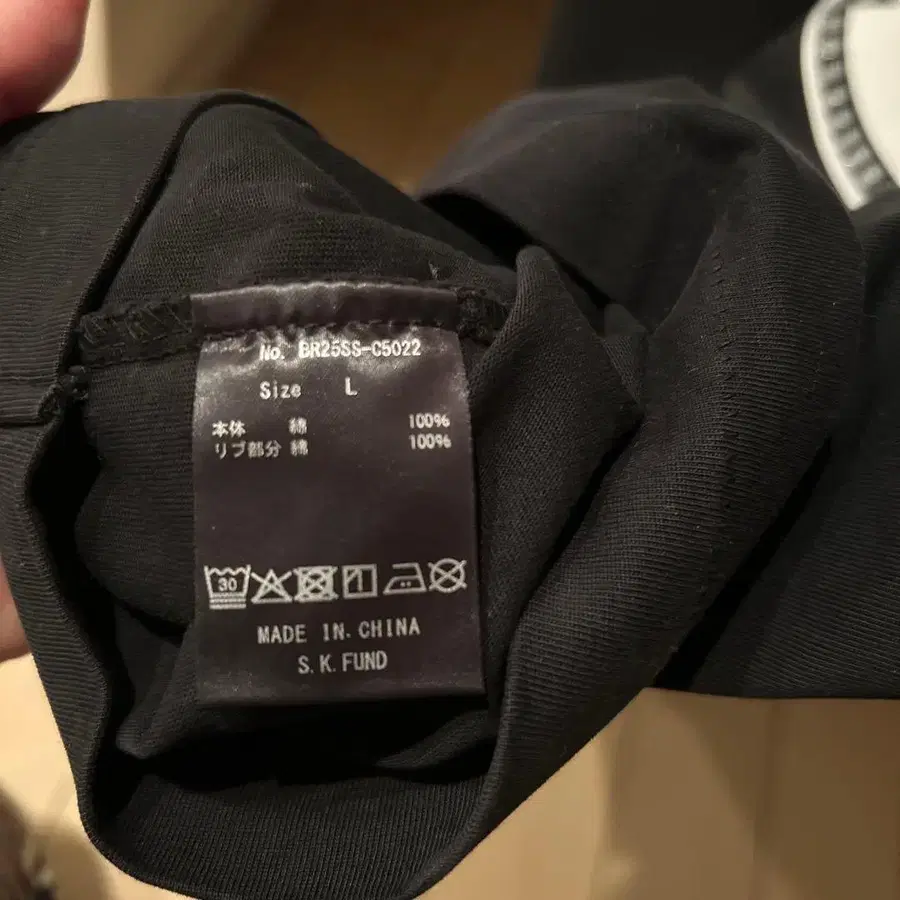 No. BR25SS-C5022
Size L
本体 綿 100%
リブ部分 綿 100%
30
MADE IN. CHINA
S.K.FUND